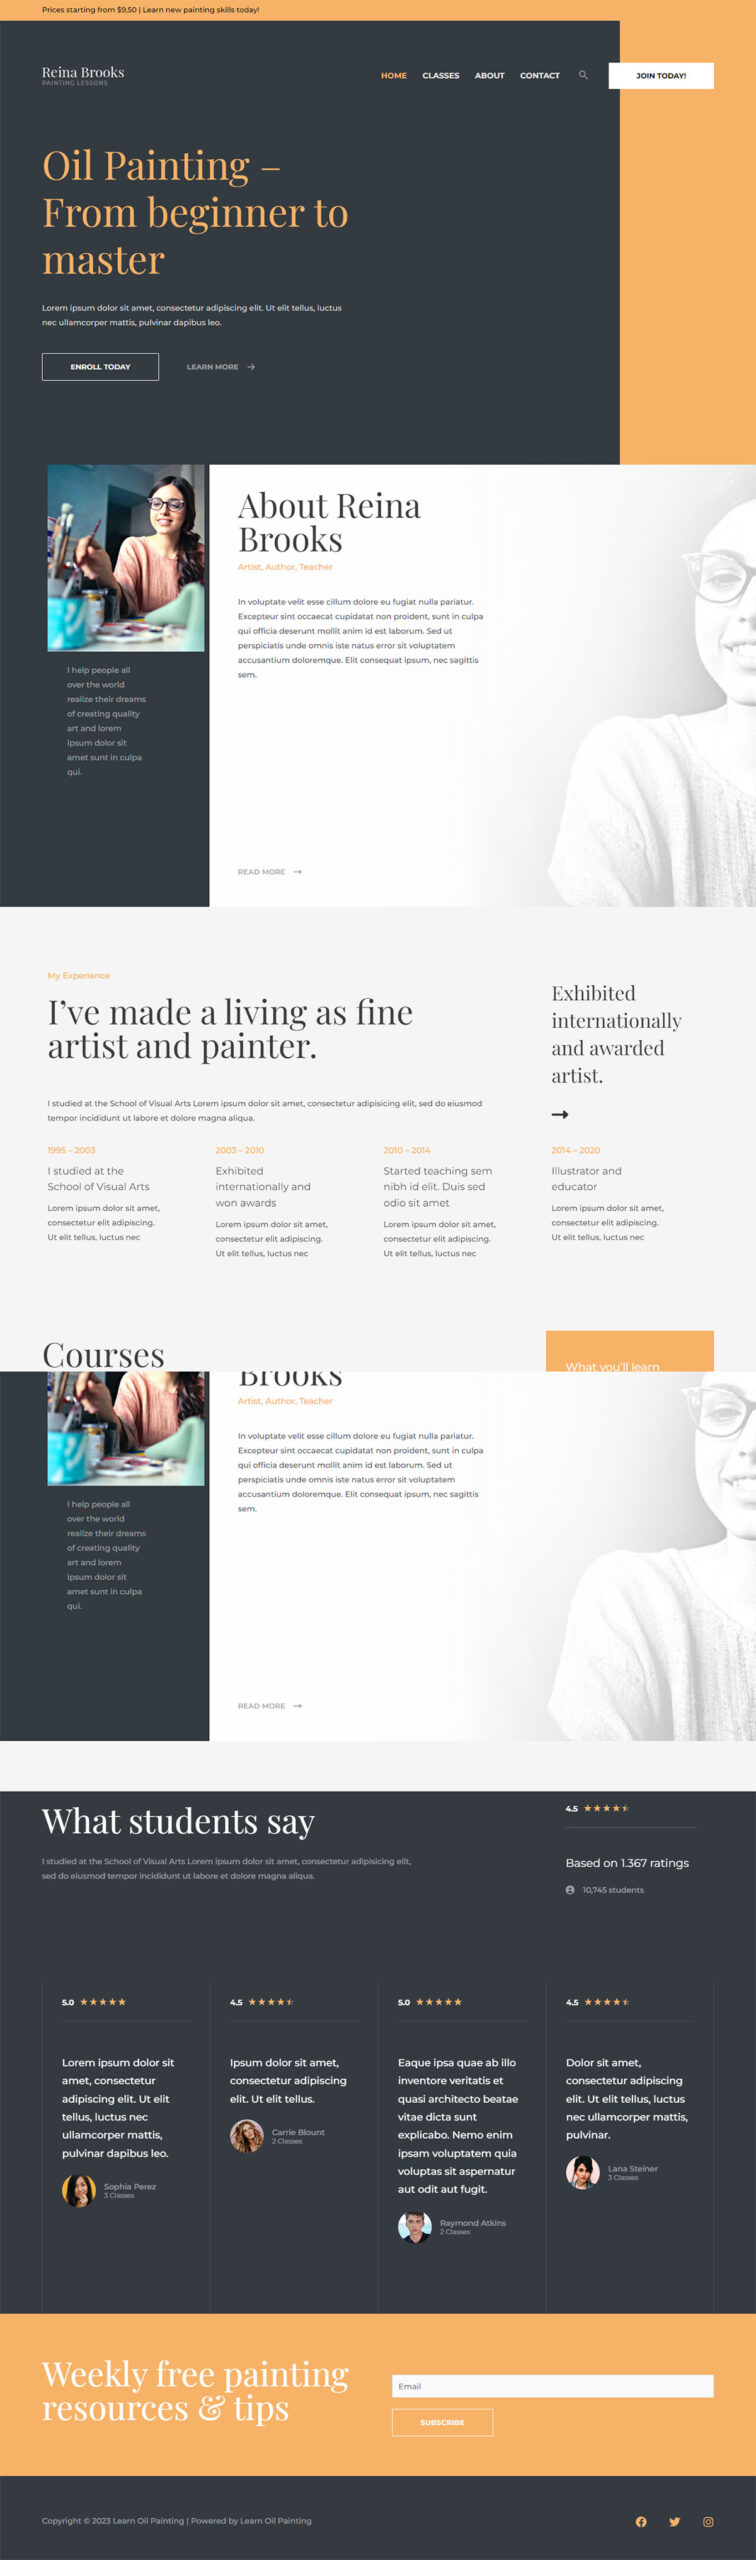 Prices starting from $9,50 | Learn new painting skills today!
Reina Brooks
PAINTING LESSONS
HOME CLASSES ABOUT CONTACT
JOIN TODAY!
Oil Painting –
From beginner to
master
Lorem ipsum dolor sit amet, consectetur adipiscing elit. Ut elit tellus, luctus
nec ullamcorper mattis, pulvinar dapibus leo.
ENROLL TODAY
LEARN MORE
About Reina
Brooks
Artist, Author, Teacher
In voluptate velit esse cillum dolore eu fugiat nulla pariatur.
Excepteur sint occaecat cupidatat non proident, sunt in culpa
qui officia deserunt mollit anim id est laborum. Sed ut
perspiciatis unde omnis iste natus error sit voluptatem
accusantium doloremque. Elit consequat ipsum, nec sagittis
sem.
I help people all
over the world
realize their dreams
of creating quality
art and lorem
ipsum dolor sit
amet sunt in culpa
qui.
READ MORE
My Experience
I've made a living as fine
artist and painter.
Exhibited
internationally
and awarded
artist.
I studied at the School of Visual Arts Lorem ipsum dolor sit amet, consectetur adipisicing elit, sed do eiusmod
tempor incididunt ut labore et dolore magna aliqua.
1995 – 2003
I studied at the
School of Visual Arts
Lorem ipsum dolor sit amet,
consectetur elit adipiscing.
Ut elit tellus, luctus nec
2003 – 2010
Exhibited
internationally and
won awards
Lorem ipsum dolor sit amet,
consectetur elit adipiscing.
Ut elit tellus, luctus nec
2010 – 2014
Started teaching sem
nibh id elit. Duis sed
odio sit amet
Lorem ipsum dolor sit amet,
consectetur elit adipiscing.
Ut elit tellus, luctus nec
2014 – 2020
Illustrator and
educator
Lorem ipsum dolor sit amet,
consectetur elit adipiscing.
Ut elit tellus, luctus nec
Courses
What you'll learn
Brooks
Artist, Author, Teacher
In voluptate velit esse cillum dolore eu fugiat nulla pariatur.
Excepteur sint occaecat cupidatat non proident, sunt in culpa
qui officia deserunt mollit anim id est laborum. Sed ut
perspiciatis unde omnis iste natus error sit voluptatem
accusantium doloremque. Elit consequat ipsum, nec sagittis
sem.
I help people all
over the world
realize their dreams
of creating quality
art and lorem
ipsum dolor sit
amet sunt in culpa
qui.
READ MORE
What students say
I studied at the School of Visual Arts Lorem ipsum dolor sit amet, consectetur adipisicing elit,
sed do eiusmod tempor incididunt ut labore et dolore magna aliqua.
4.5
Based on 1.367 ratings
10,745 students
5.0
Lorem ipsum dolor sit
amet, consectetur
adipiscing elit. Ut elit
tellus, luctus nec
ullamcorper mattis,
pulvinar dapibus leo.
Sophia Perez
3 Classes
4.5
Ipsum dolor sit amet,
consectetur adipiscing
elit. Ut elit tellus.
Carrie Blount
2 Classes
5.0
Eaque ipsa quae ab illo
inventore veritatis et
quasi architecto beatae
vitae dicta sunt
explicabo. Nemo enim
ipsam voluptatem quia
voluptas sit aspernatur
aut odit aut fugit.
Raymond Atkins
2 Classes
4.5
Dolor sit amet,
consectetur adipiscing
elit. Ut elit tellus, luctus
nec ullamcorper mattis,
pulvinar.
Lana Steiner
3 Classes
Weekly free painting
resources & tips
Email
SUBSCRIBE
Copyright © 2023 Learn Oil Painting | Powered by Learn Oil Painting